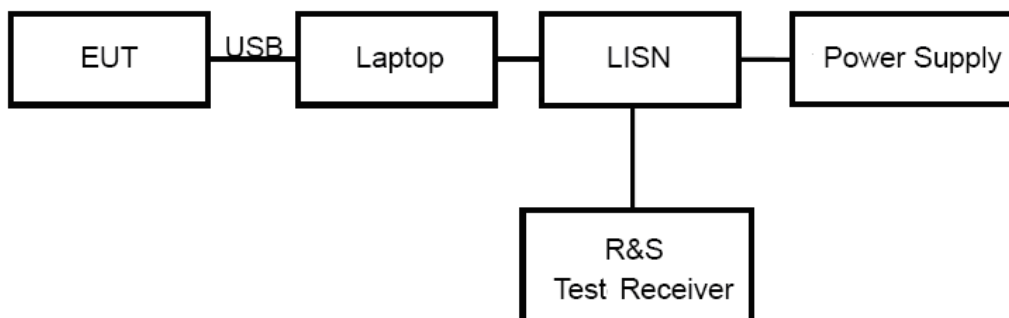 EUT
USB
Laptop
LISN
Power Supply
R&S
Test Receiver